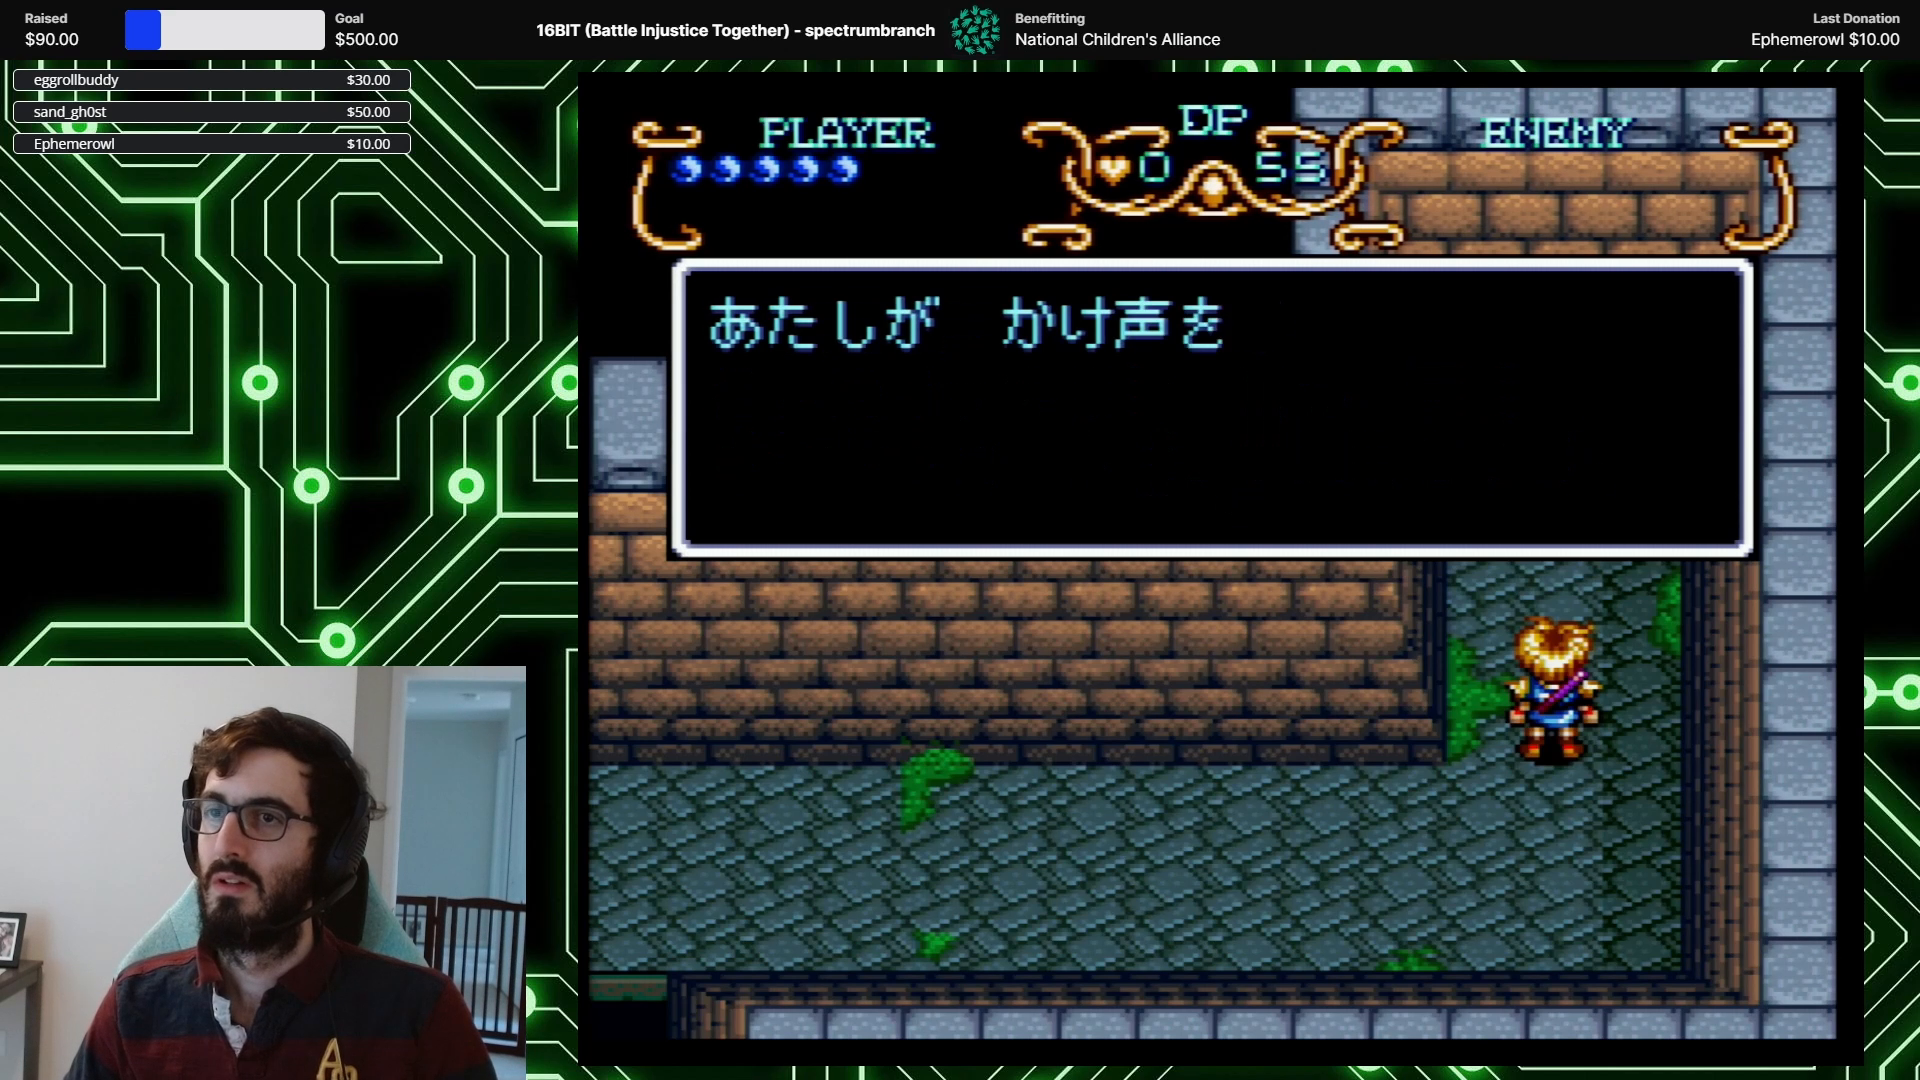 Raised
$90.00
Goal
$500.00
16BIT (Battle Injustice Together) - spectrumbranch
Benefitting
National Children's Alliance
Last Donation
Ephemerowl $10.00
eggrollbuddy $30.00
sand_gh0st $50.00
Ephemerowl $10.00
PLAYER
DP
ENEMY
0 55
あたしが　かけ声を